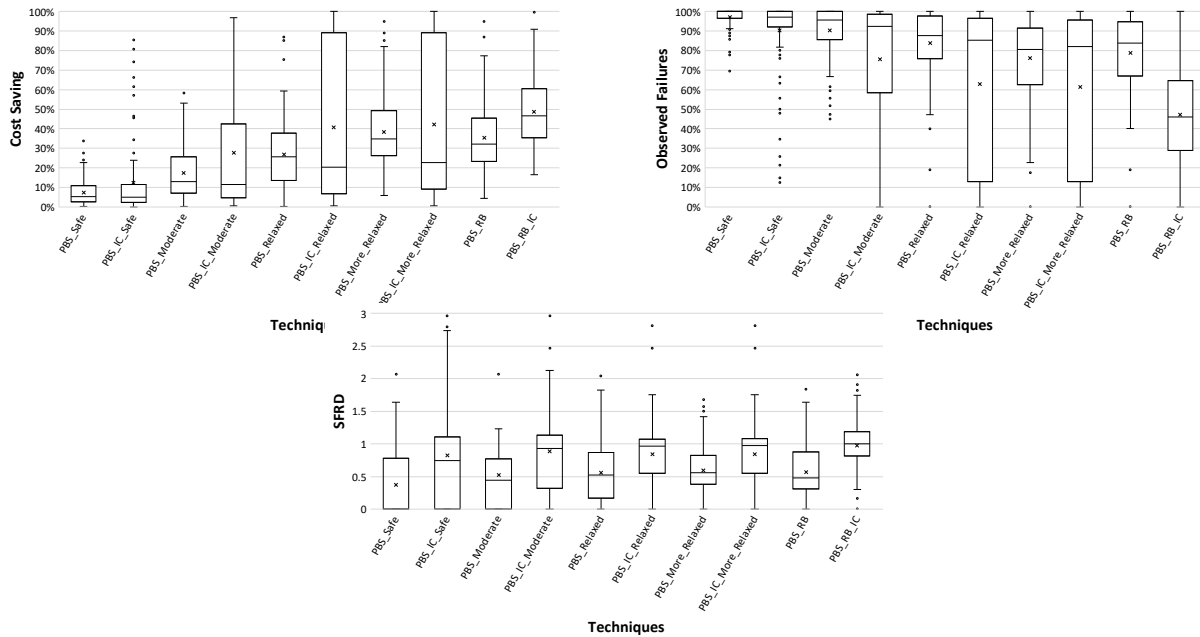 100%
90%
80%
70%
60%
50%
40%
30%
20%
10%
0%
Cost Saving
PBS_Safe
PBS_IC_Safe
PBS_Moderate
PBS_IC_Moderate
PBS_Relaxed
PBS_IC_Relaxed
PBS_More_Relaxed
PBS_IC_More_Relaxed
PBS_RB
PBS_RB_IC
100%
90%
80%
70%
60%
50%
40%
30%
20%
10%
0%
Observed Failures
PBS_Safe
PBS_IC_Safe
PBS_Moderate
PBS_IC_Moderate
PBS_Relaxed
PBS_IC_Relaxed
PBS_More_Relaxed
PBS_IC_More_Relaxed
PBS_RB
PBS_RB_IC
Techniques
3
2.5
2
1.5
1
0.5
0
SFRD
PBS_Safe
PBS_IC_Safe
PBS_Moderate
PBS_IC_Moderate
PBS_Relaxed
PBS_IC_Relaxed
PBS_More_Relaxed
PBS_IC_More_Relaxed
PBS_RB
PBS_RB_IC
Techniques